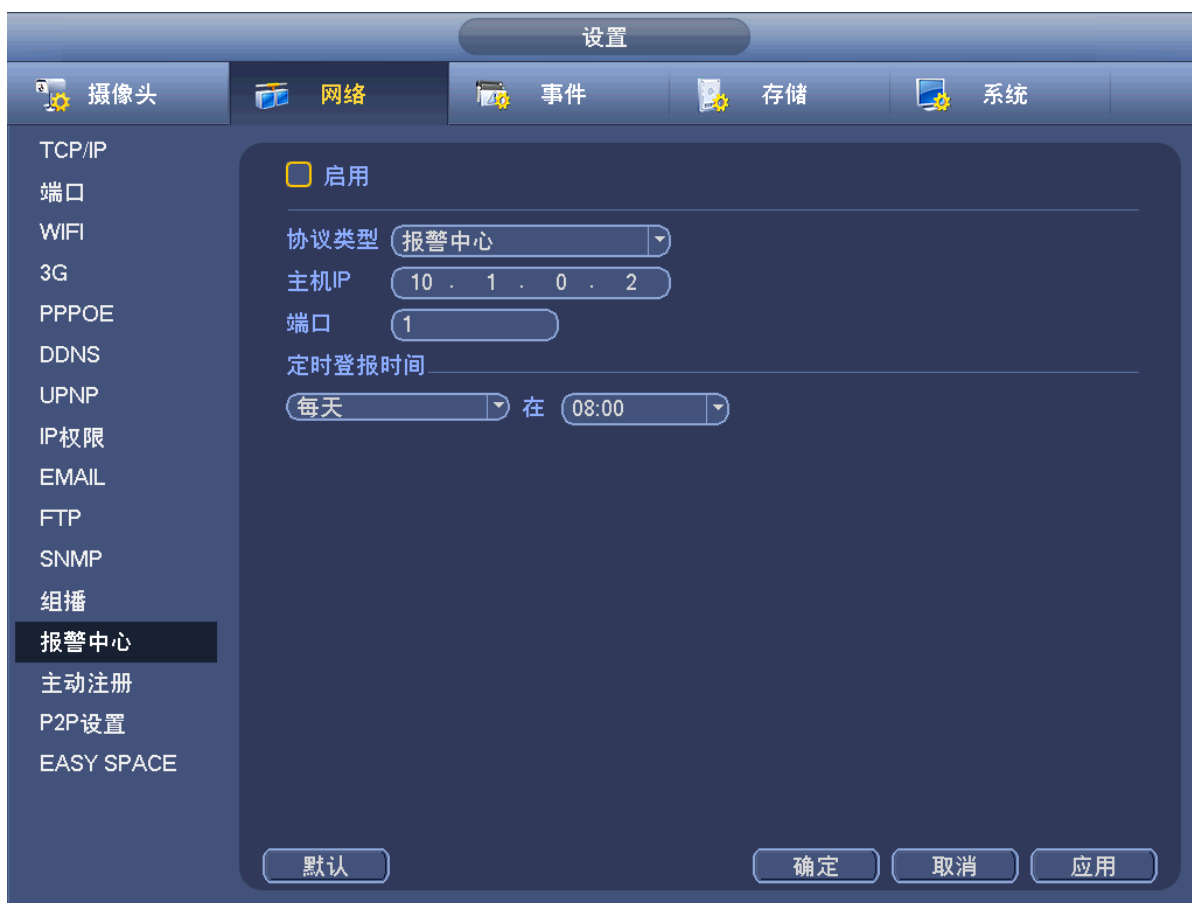 设置
摄像头 网络 事件 存储 系统
TCP/IP
端口
WIFI
3G
PPPOE
DDNS
UPNP
IP权限
EMAIL
FTP
SNMP
组播
报警中心
主动注册
P2P设置
EASY SPACE
启用
协议类型 报警中心
主机IP 10 . 1 . 0 . 2
端口 1
定时登报时间
每天 在 08:00
默认 确定 取消 应用